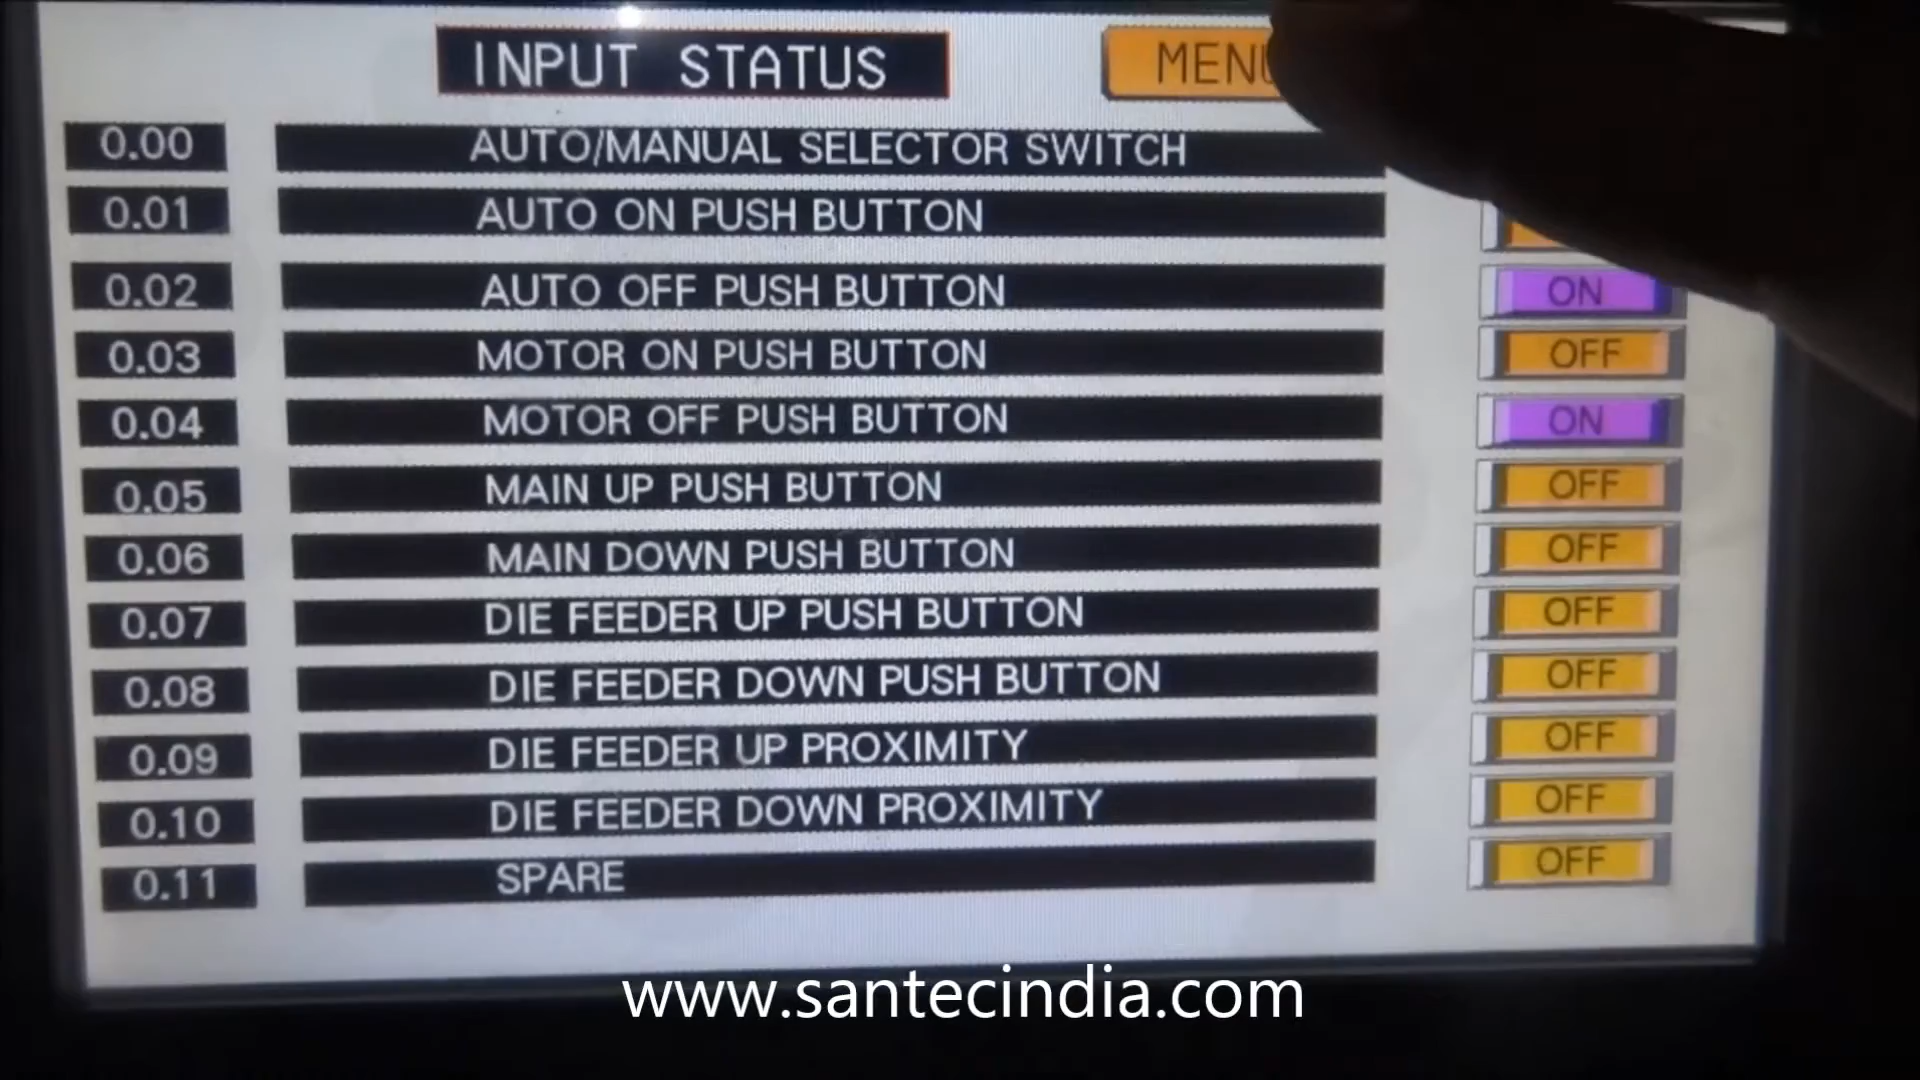 INPUT STATUS
0.00 AUTO/MANUAL SELECTOR SWITCH
0.01 AUTO ON PUSH BUTTON
0.02 AUTO OFF PUSH BUTTON ON
0.03 MOTOR ON PUSH BUTTON OFF
0.04 MOTOR OFF PUSH BUTTON ON
0.05 MAIN UP PUSH BUTTON OFF
0.06 MAIN DOWN PUSH BUTTON OFF
0.07 DIE FEEDER UP PUSH BUTTON OFF
0.08 DIE FEEDER DOWN PUSH BUTTON OFF
0.09 DIE FEEDER UP PROXIMITY OFF
0.10 DIE FEEDER DOWN PROXIMITY OFF
0.11 SPARE OFF
www.santecindia.com